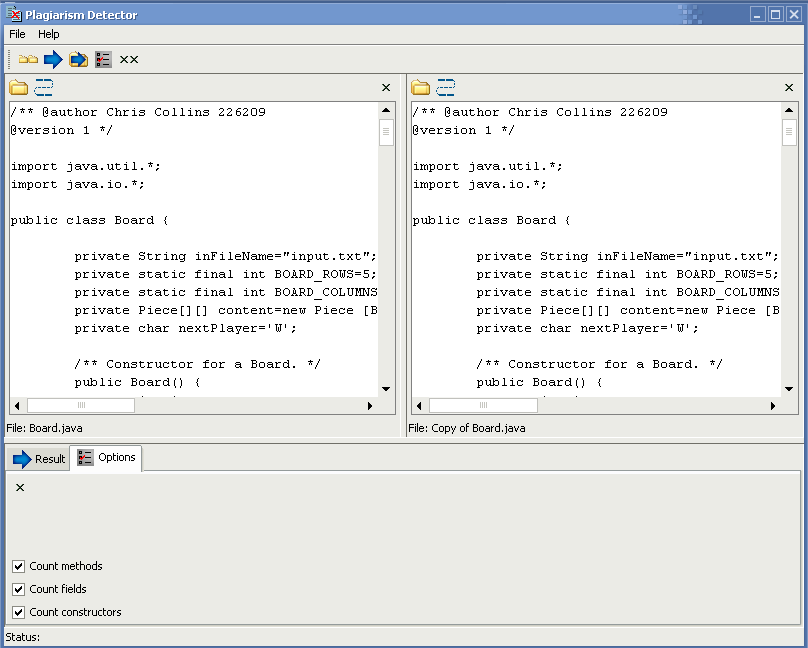 Plagiarism Detector
File Help
/** @author Chris Collins 226209
@version 1 */
import java.util.*;
import java.io.*;
public class Board {
private String inFileName="input.txt";
private static final int BOARD_ROWS=5;
private static final int BOARD_COLUMNS
private Piece[][] content=new Piece [B
private char nextPlayer='W';
/** Constructor for a Board. */
public Board() {
File: Board.java
/** @author Chris Collins 226209
@version 1 */
import java.util.*;
import java.io.*;
public class Board {
private String inFileName="input.txt";
private static final int BOARD_ROWS=5;
private static final int BOARD_COLUMNS
private Piece[][] content=new Piece [B
private char nextPlayer='W';
/** Constructor for a Board. */
public Board() {
File: Copy of Board.java
Result Options
Count methods
Count fields
Count constructors
Status: